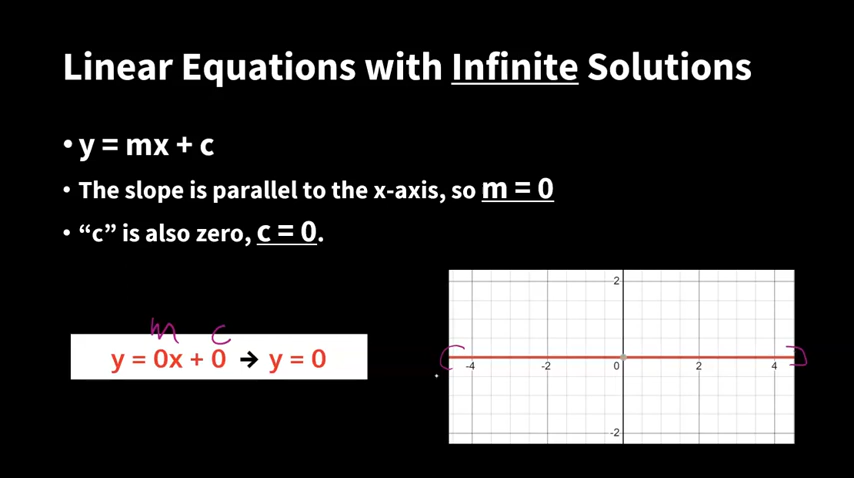 Linear Equations with Infinite Solutions
• y = mx + c
• The slope is parallel to the x-axis, so m = 0
• “c” is also zero, c = 0.
m c
y = 0x + 0 → y = 0
2
-4 -2 0 2 4
-2